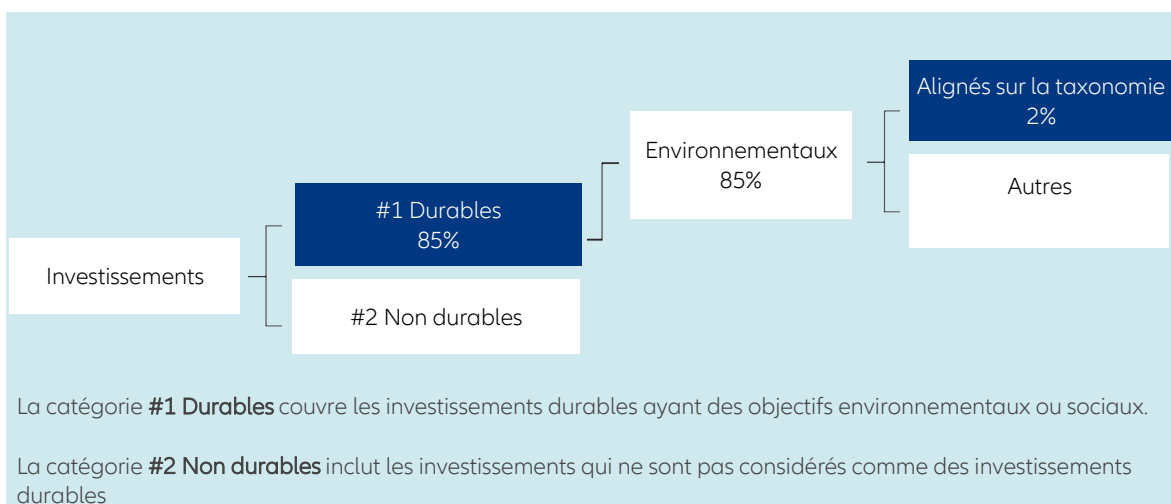 Alignés sur la taxonomie
2%
Environnementaux
85%
Autres
#1 Durables
85%
Investissements
#2 Non durables
La catégorie #1 Durables couvre les investissements durables ayant des objectifs environnementaux ou sociaux.
La catégorie #2 Non durables inclut les investissements qui ne sont pas considérés comme des investissements
durables